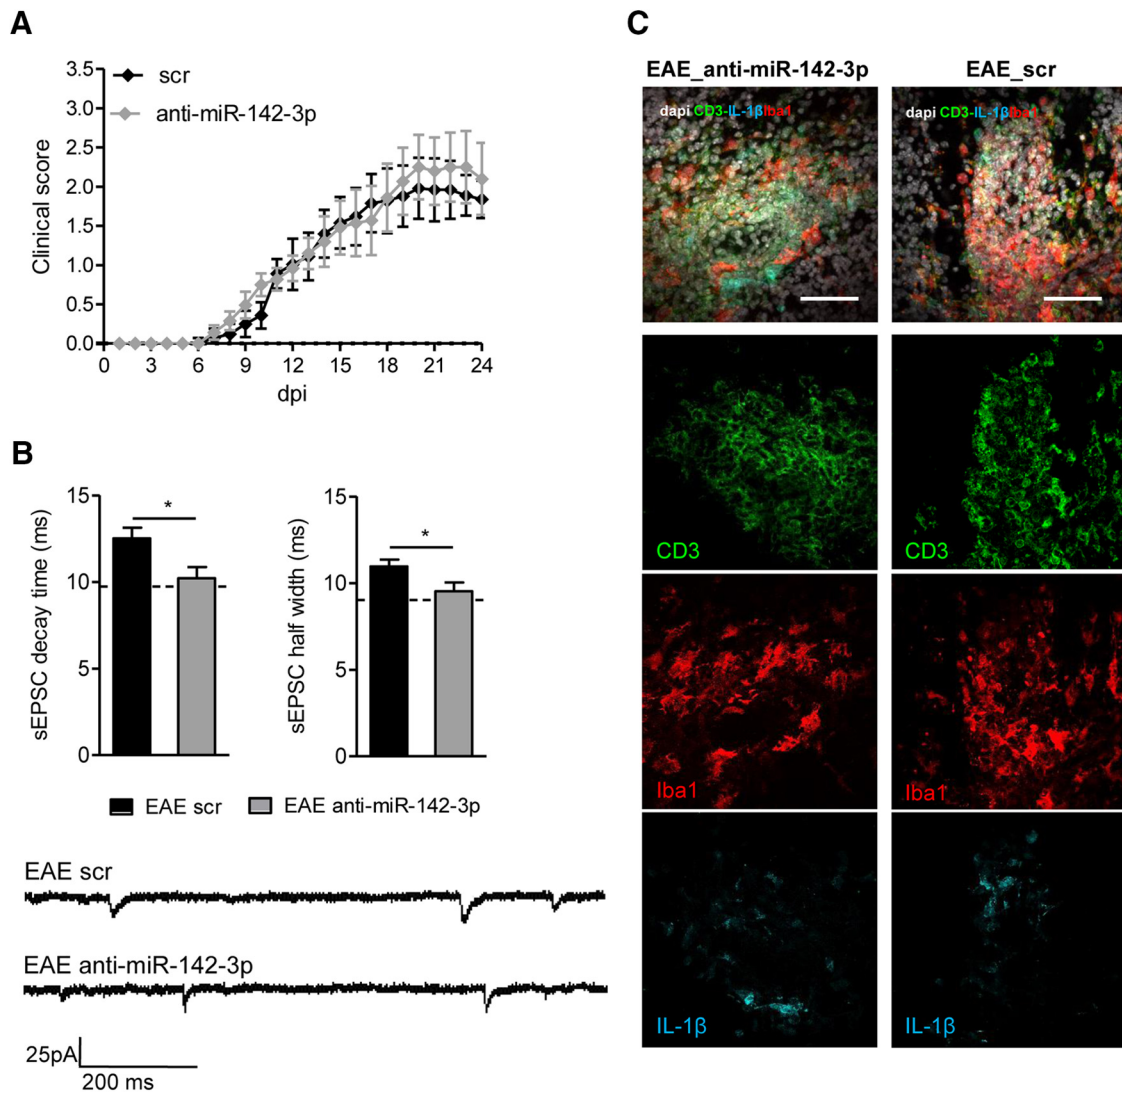 A
scr
anti-miR-142-3p
Clinical score
3.5
3.0
2.5
2.0
1.5
1.0
0.5
0.0
0 3 6 9 12 15 18 21 24
dpi
B
sEPSC decay time (ms)
15
10
5
0
*
sEPSC half width (ms)
15
10
5
0
*
EAE scr
EAE anti-miR-142-3p
EAE scr
EAE anti-miR-142-3p
25pA
200 ms
C
EAE_anti-miR-142-3p
EAE_scr
dapi CD3-IL-1βIba1
dapi CD3-IL-1βIba1
CD3
CD3
Iba1
Iba1
IL-1β
IL-1β